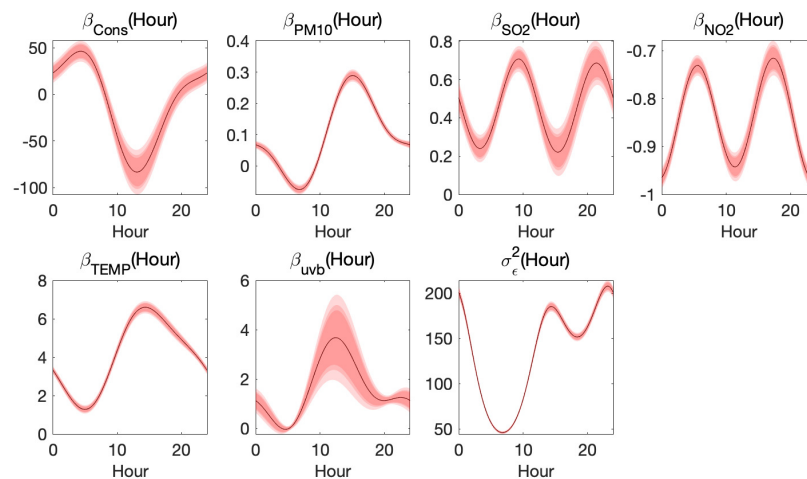 β_Cons(Hour) β_PM10(Hour) β_SO2(Hour) β_NO2(Hour)
50 0.4 0.8 -0.7
0 0.3 0.6 -0.8
-50 0.2 0.4 -0.9
-100 0.1 0.2 -1
0 0
0 10 20 0 10 20 0 10 20 0 10 20
Hour Hour Hour Hour
β_TEMP(Hour) β_uvb(Hour) σ²_ϵ(Hour)
8 6 200
6 4 150
4 2 100
2 0 50
0
0 10 20 0 10 20 0 10 20
Hour Hour Hour